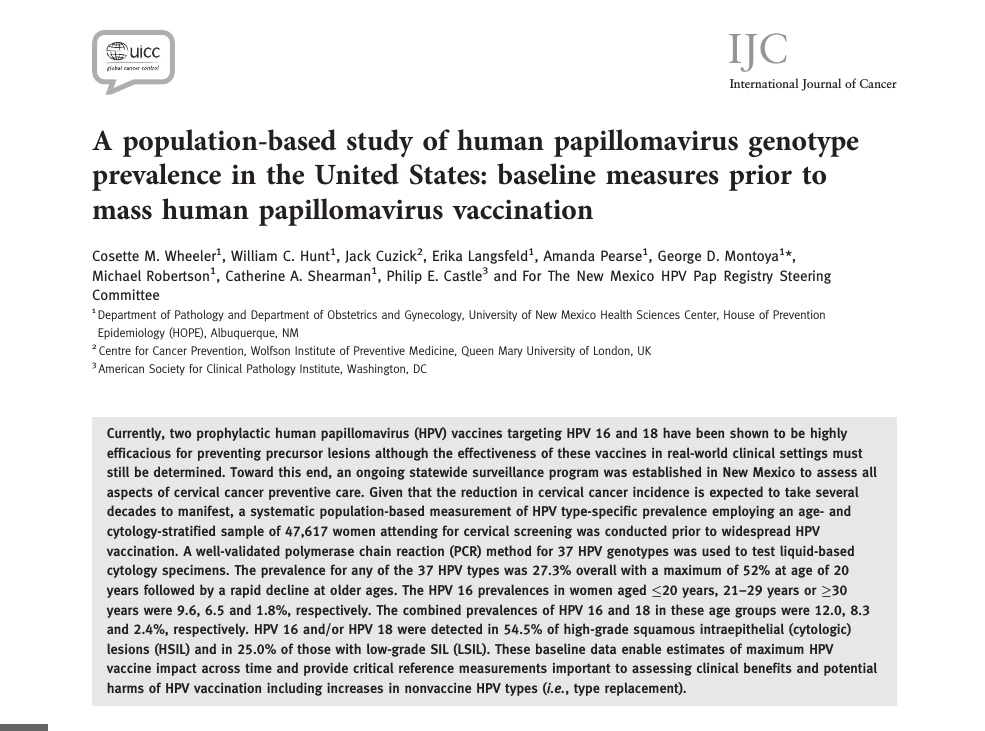 uicc
global cancer control
IJC
International Journal of Cancer
A population-based study of human papillomavirus genotype
prevalence in the United States: baseline measures prior to
mass human papillomavirus vaccination
Cosette M. Wheeler1, William C. Hunt1, Jack Cuzick2, Erika Langsfeld1, Amanda Pearse1, George D. Montoya1*,
Michael Robertson1, Catherine A. Shearman1, Philip E. Castle3 and For The New Mexico HPV Pap Registry Steering
Committee
1 Department of Pathology and Department of Obstetrics and Gynecology, University of New Mexico Health Sciences Center, House of Prevention
Epidemiology (HOPE), Albuquerque, NM
2 Centre for Cancer Prevention, Wolfson Institute of Preventive Medicine, Queen Mary University of London, UK
3 American Society for Clinical Pathology Institute, Washington, DC
Currently, two prophylactic human papillomavirus (HPV) vaccines targeting HPV 16 and 18 have been shown to be highly
efficacious for preventing precursor lesions although the effectiveness of these vaccines in real-world clinical settings must
still be determined. Toward this end, an ongoing statewide surveillance program was established in New Mexico to assess all
aspects of cervical cancer preventive care. Given that the reduction in cervical cancer incidence is expected to take several
decades to manifest, a systematic population-based measurement of HPV type-specific prevalence employing an age- and
cytology-stratified sample of 47,617 women attending for cervical screening was conducted prior to widespread HPV
vaccination. A well-validated polymerase chain reaction (PCR) method for 37 HPV genotypes was used to test liquid-based
cytology specimens. The prevalence for any of the 37 HPV types was 27.3% overall with a maximum of 52% at age of 20
years followed by a rapid decline at older ages. The HPV 16 prevalences in women aged ≤20 years, 21–29 years or ≥30
years were 9.6, 6.5 and 1.8%, respectively. The combined prevalences of HPV 16 and 18 in these age groups were 12.0, 8.3
and 2.4%, respectively. HPV 16 and/or HPV 18 were detected in 54.5% of high-grade squamous intraepithelial (cytologic)
lesions (HSIL) and in 25.0% of those with low-grade SIL (LSIL). These baseline data enable estimates of maximum HPV
vaccine impact across time and provide critical reference measurements important to assessing clinical benefits and potential
harms of HPV vaccination including increases in nonvaccine HPV types (i.e., type replacement).